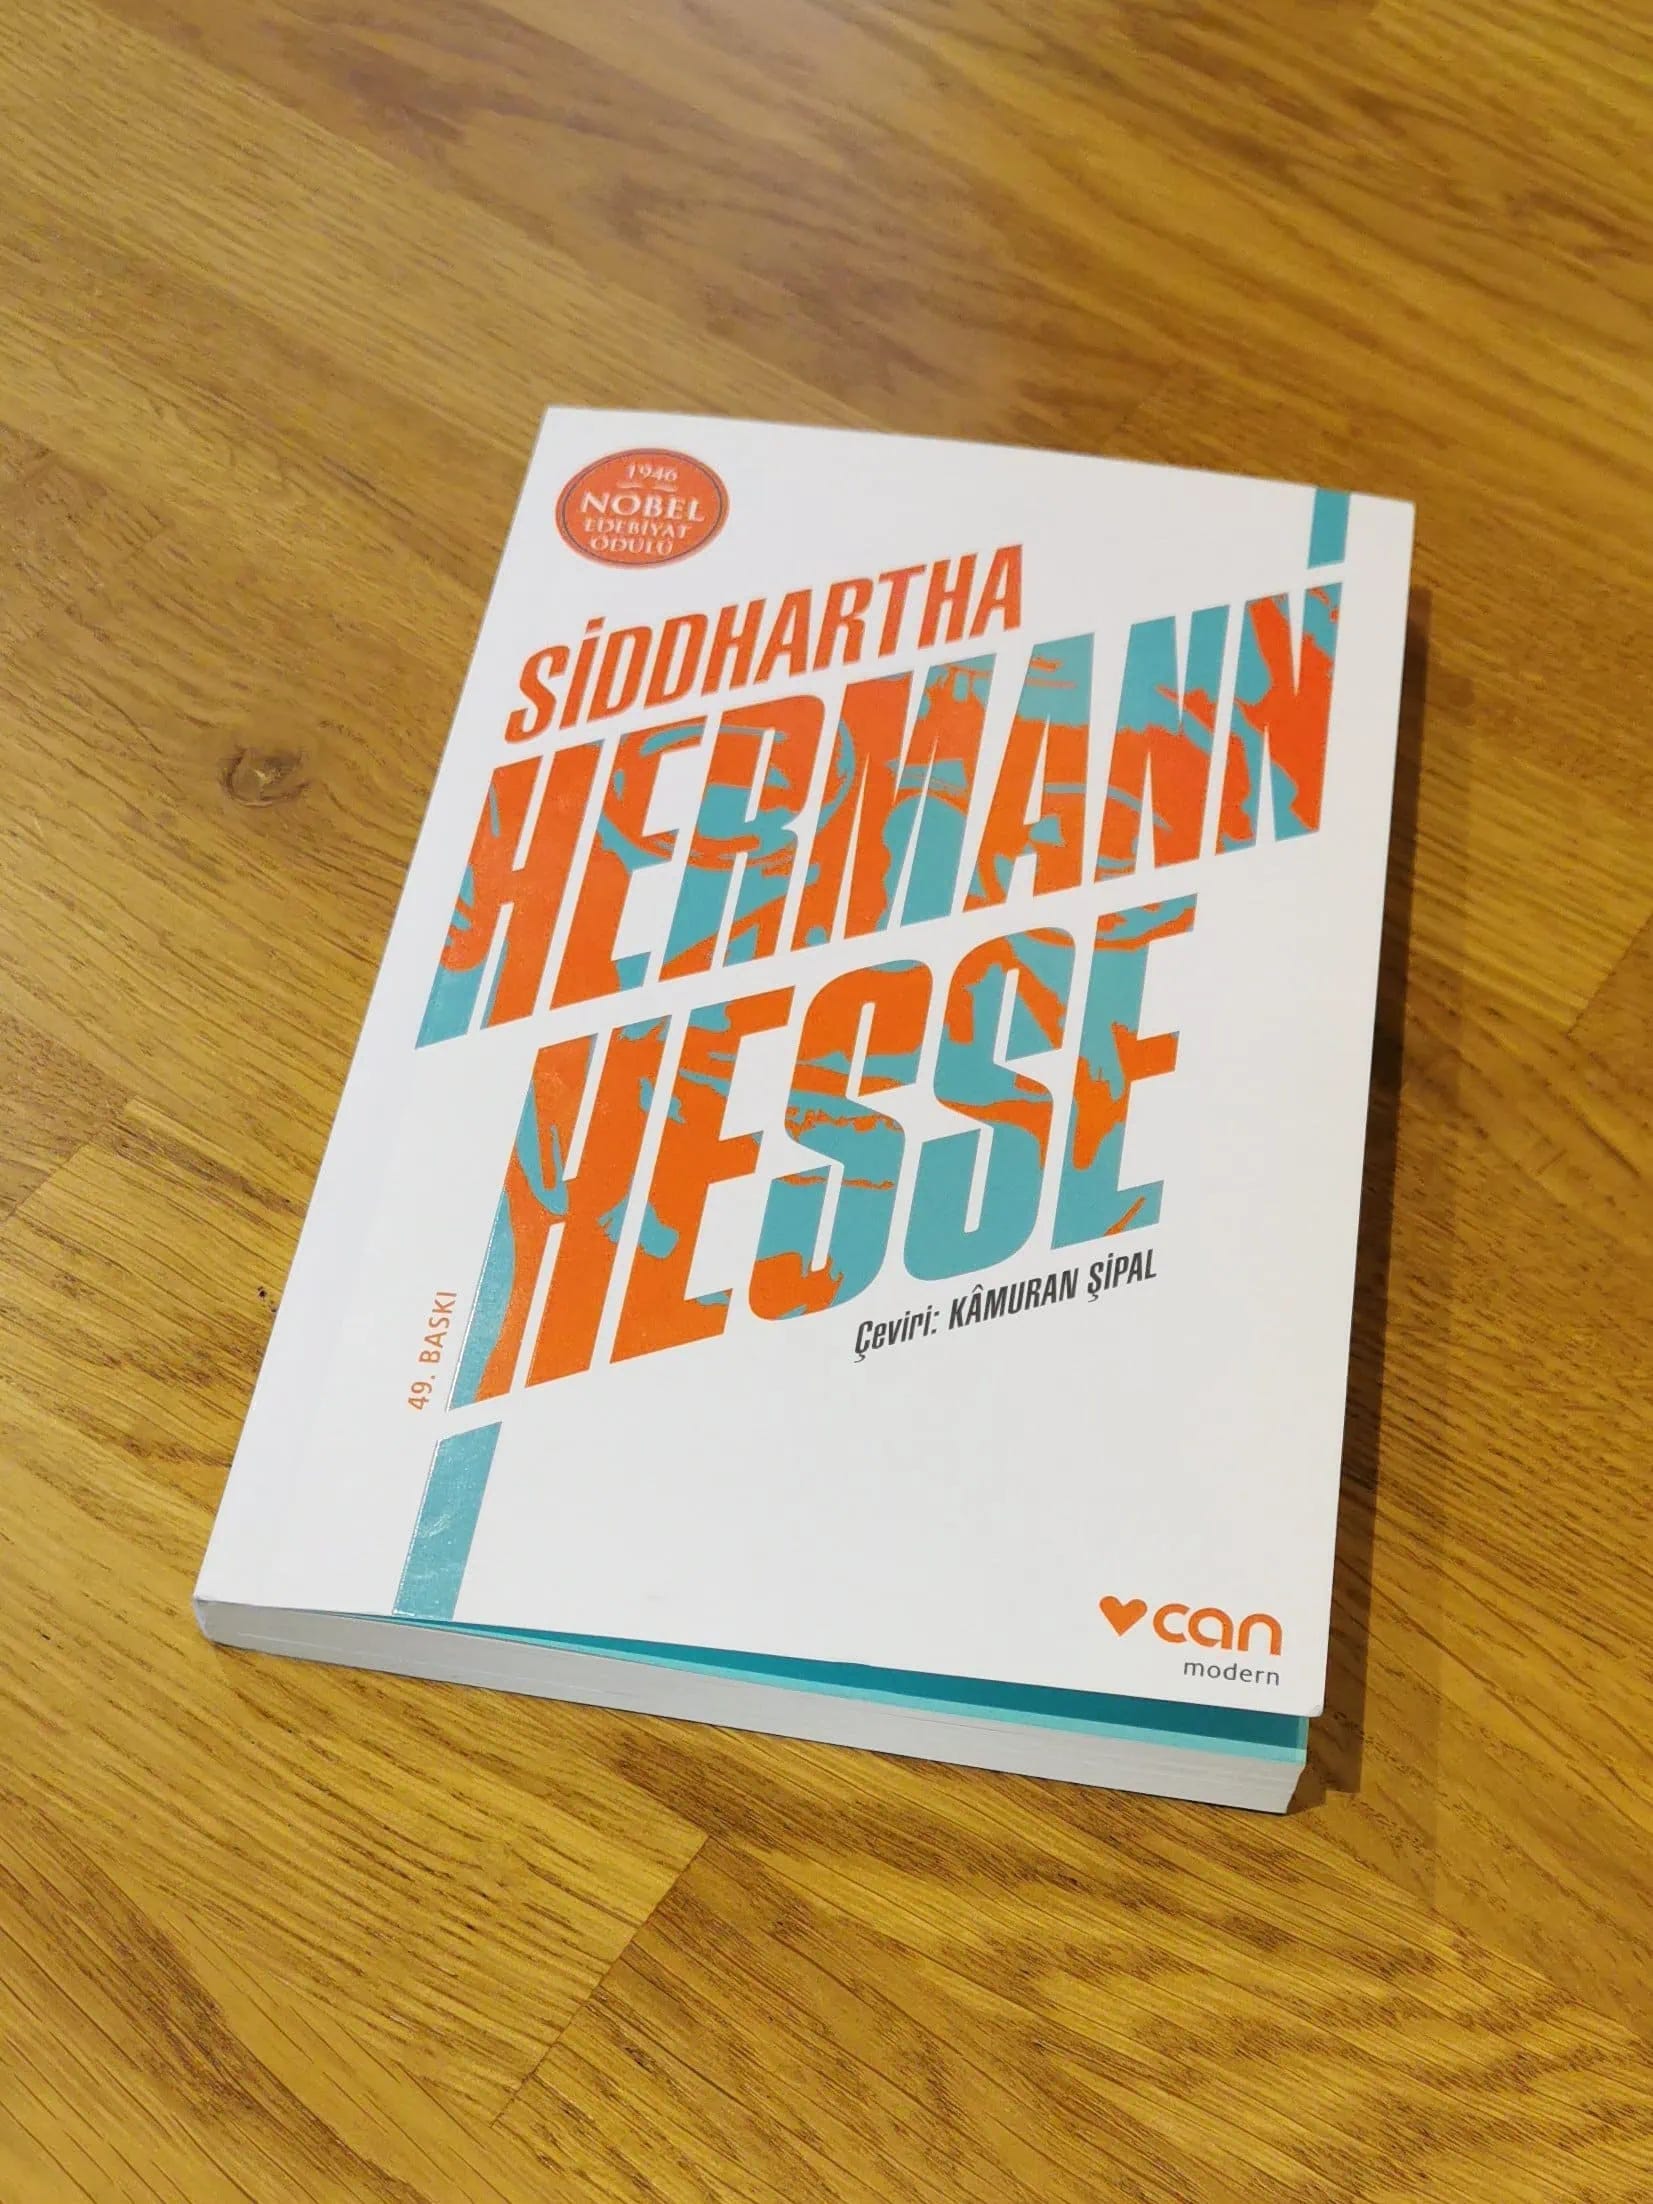 1946
NOBEL
EDEBİYAT
ÖDÜLÜ
SİDDHARTHA
HERMANN
HESSE
Çeviri: KÂMURAN ŞİPAL
49. BASKI
can
modern